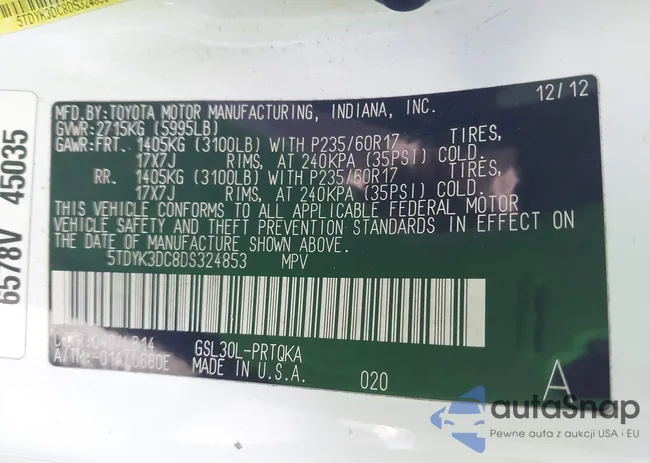 5TDYK3DC8DS32485
6578V 45035
12/12
MFD.BY:TOYOTA MOTOR MANUFACTURING, INDIANA, INC.
GVWR:2715KG (5995LB)
GAWR:FRT. 1405KG (3100LB) WITH P235/60R17 TIRES,
17X7J RIMS, AT 240KPA (35PSI) COLD.
RR. 1405KG (3100LB) WITH P235/60R17 TIRES,
17X7J RIMS, AT 240KPA (35PSI) COLD.
THIS VEHICLE CONFORMS TO ALL APPLICABLE FEDERAL MOTOR
VEHICLE SAFETY AND THEFT PREVENTION STANDARDS IN EFFECT ON
THE DATE OF MANUFACTURE SHOWN ABOVE.
5TDYK3DC8DS324853 MPV
GSL30L-PRTQKA
A/TM:
MADE IN U.S.A. 020 A
autoSnap
Pewne auta z aukcji USA i EU